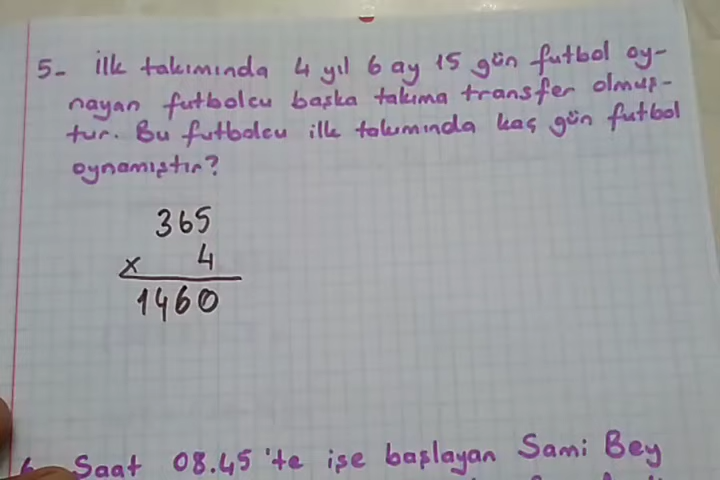 5- İlk takımında 4 yıl 6 ay 15 gün futbol oy-
nayan futbolcu başka takıma transfer olmuş-
tur. Bu futbolcu ilk takımında kaç gün futbol
oynamıştır?
365
x 4
1460
Saat 08.45'te işe başlayan Sami Bey